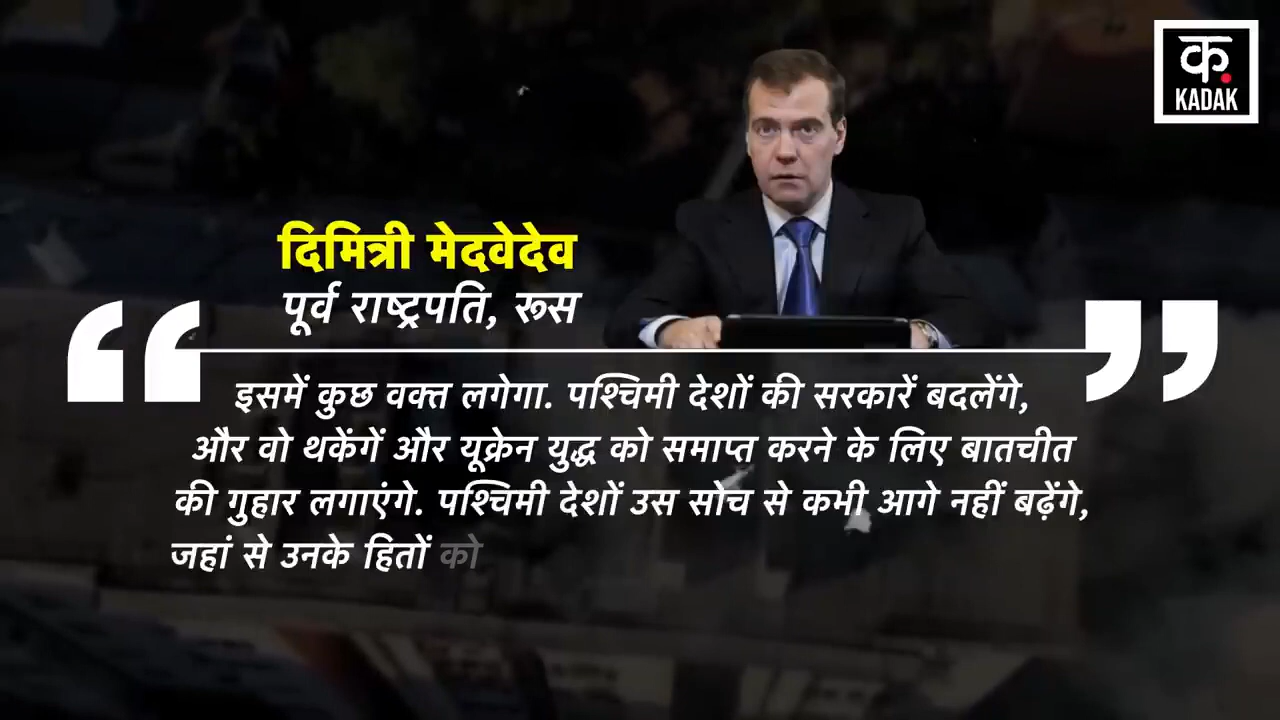 क
KADAK
दिमित्री मेदवेदेव
पूर्व राष्ट्रपति, रूस
इसमें कुछ वक्त लगेगा. पश्चिमी देशों की सरकारें बदलेंगे,
और वो थकेंगें और यूक्रेन युद्ध को समाप्त करने के लिए बातचीत
की गुहार लगाएंगे. पश्चिमी देशों उस सोच से कभी आगे नहीं बढ़ेंगे,
जहां से उनके हितों को